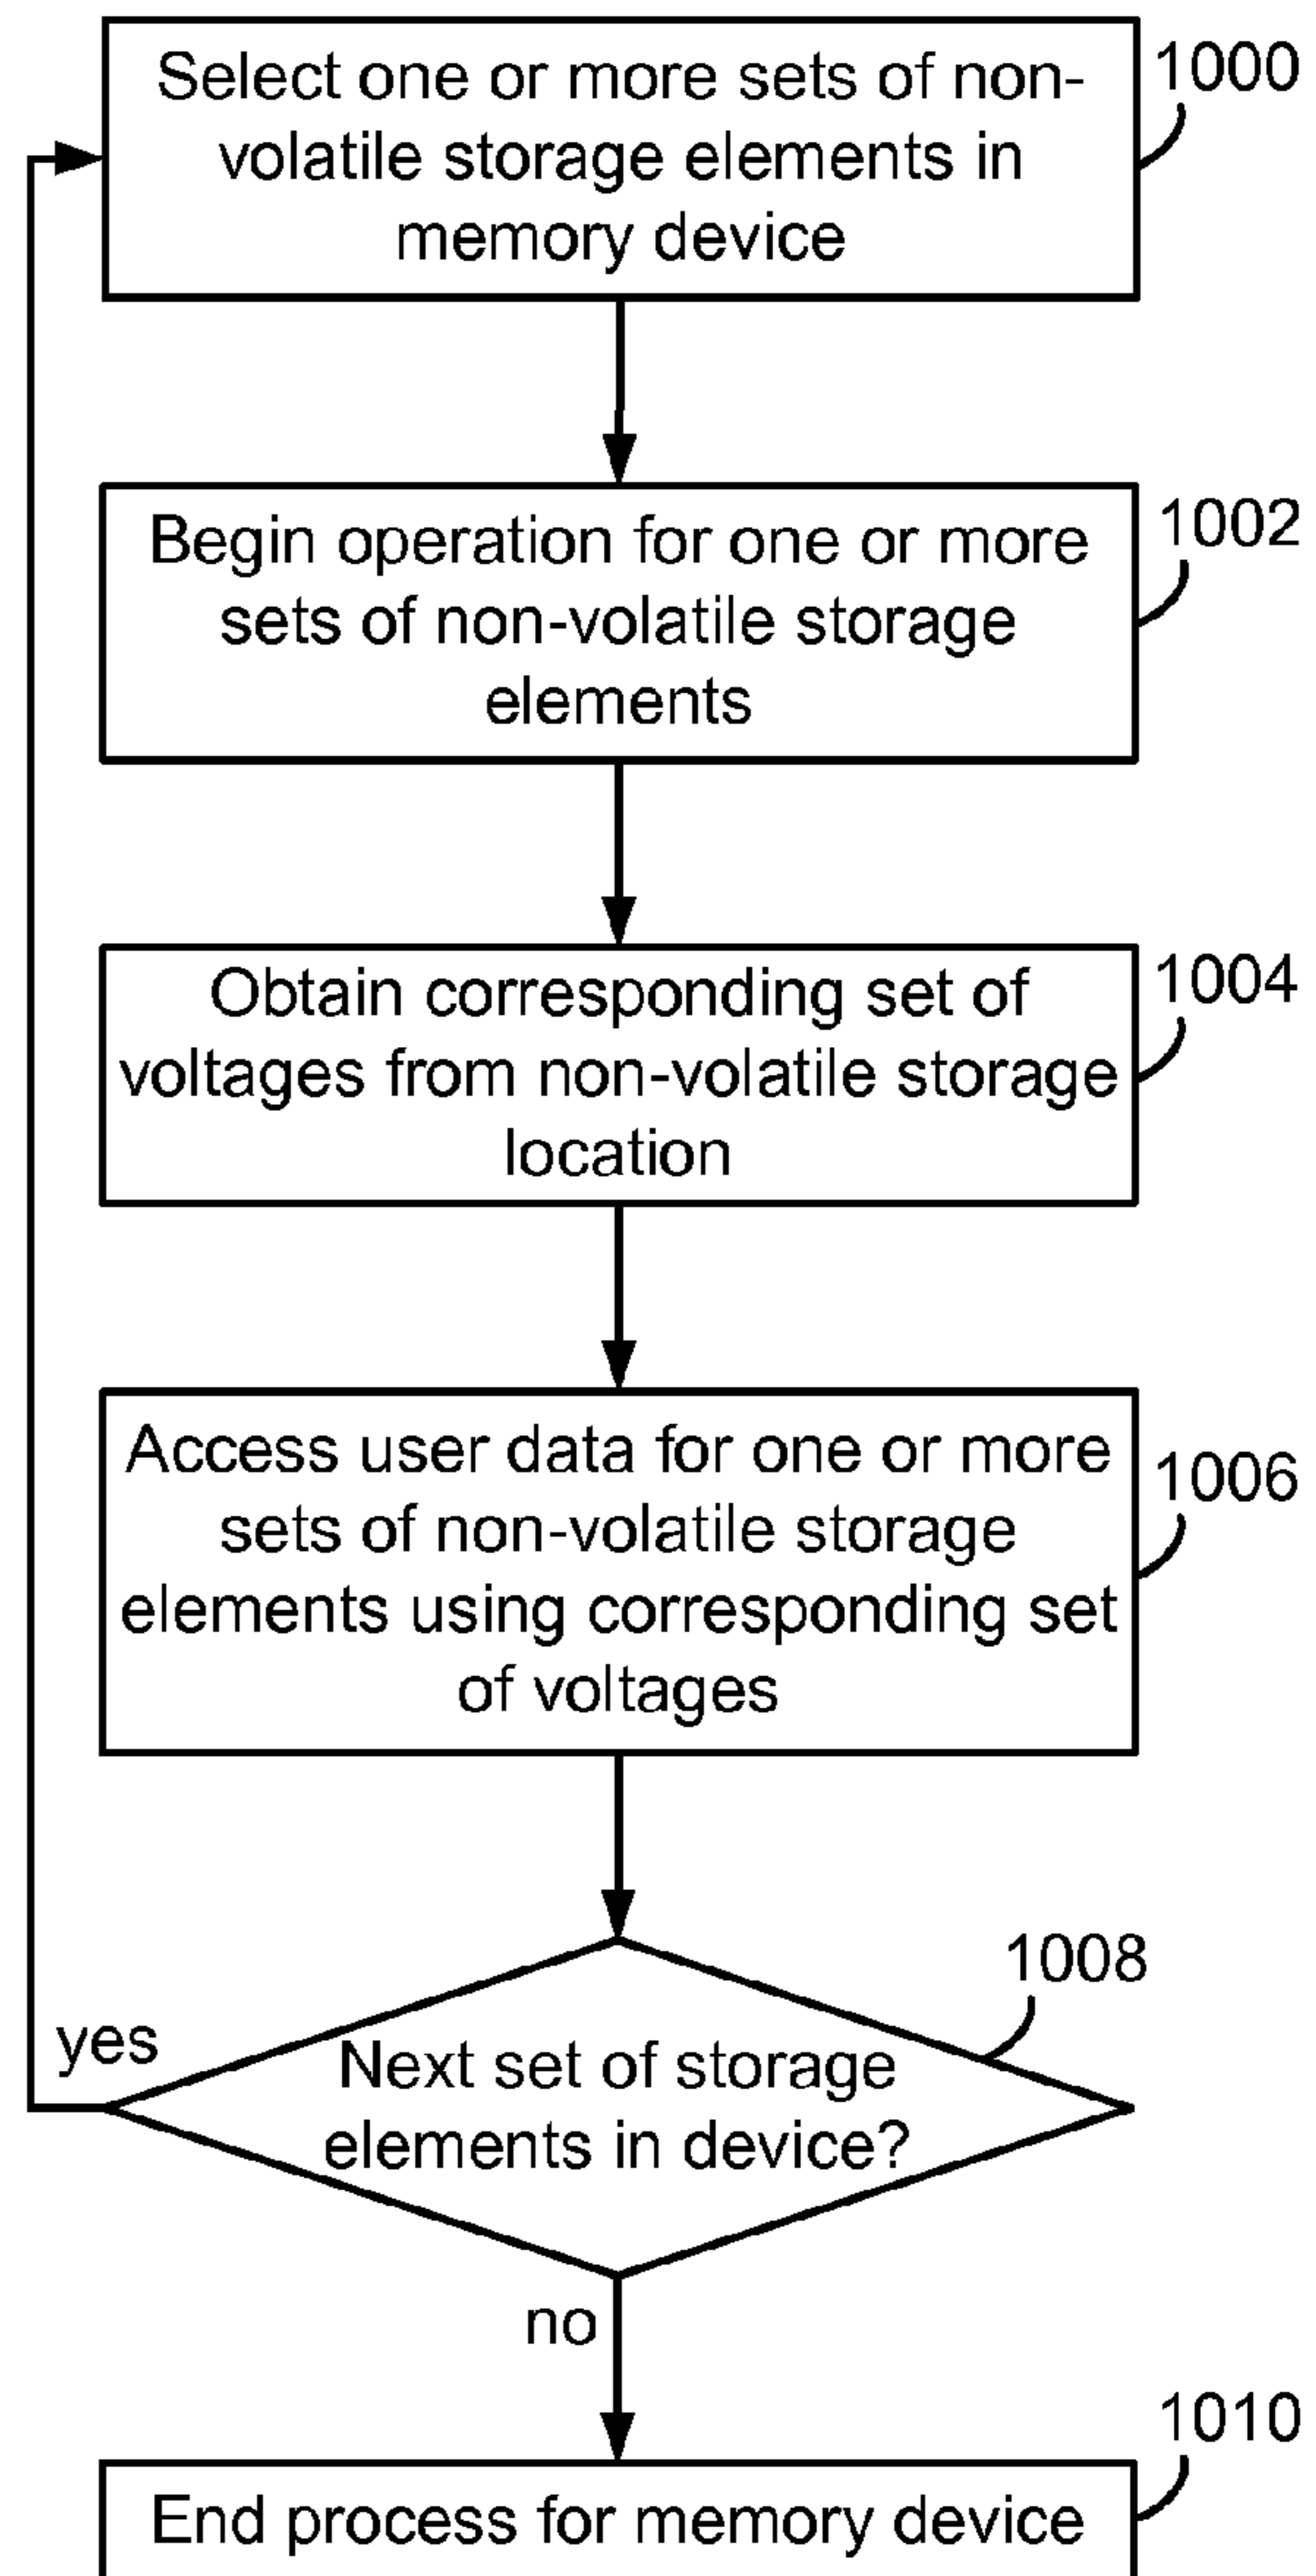 Select one or more sets of non-
volatile storage elements in
memory device
1000
Begin operation for one or more
sets of non-volatile storage
elements
1002
Obtain corresponding set of
voltages from non-volatile storage
location
1004
Access user data for one or more
sets of non-volatile storage
elements using corresponding set
of voltages
1006
1008
yes
Next set of storage
elements in device?
no
1010
End process for memory device